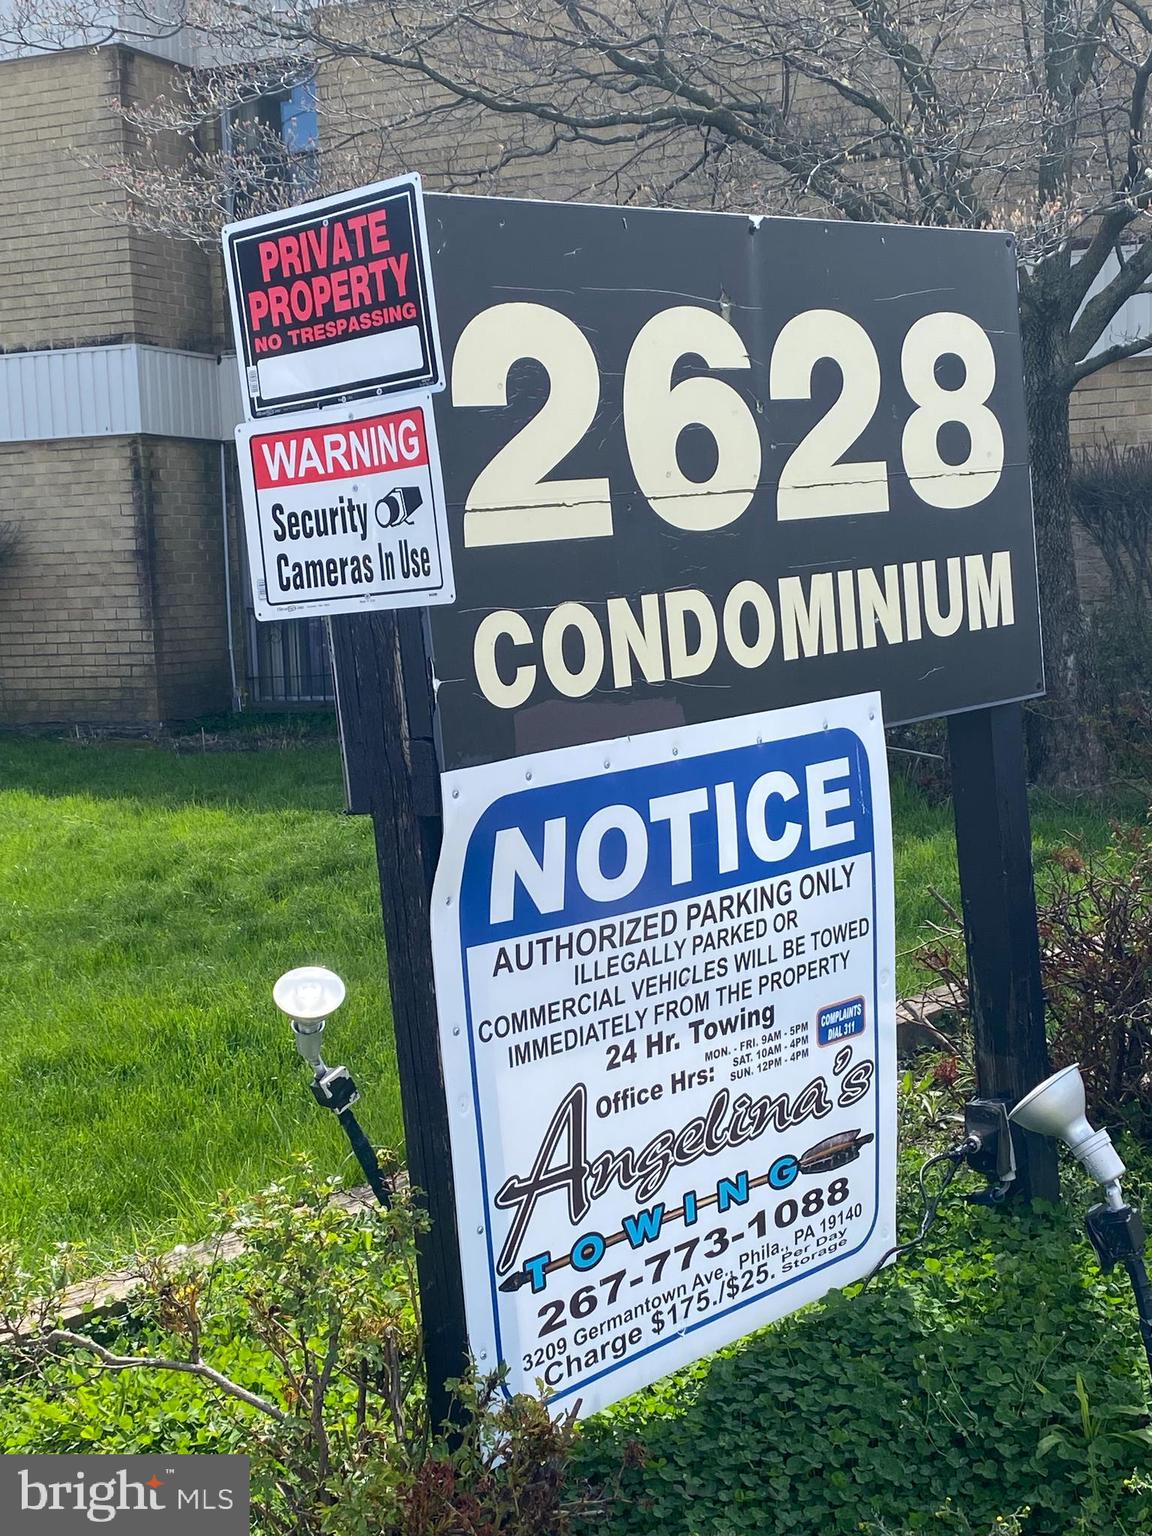 PRIVATE
PROPERTY
NO TRESPASSING
WARNING
Security
Cameras In Use
2628
CONDOMINIUM
NOTICE
AUTHORIZED PARKING ONLY
ILLEGALLY PARKED OR
COMMERCIAL VEHICLES WILL BE TOWED
IMMEDIATELY FROM THE PROPERTY
24 Hr. Towing
COMPLAINTS
DIAL 311
Office Hrs:
MON. - FRI. 9AM - 5PM
SAT. 10AM - 4PM
SUN. 12PM - 4PM
Angelina's
TOWING
267-773-1088
3209 Germantown Ave., Phila., PA 19140
Charge $175./$25. Per Day Storage
bright™ MLS